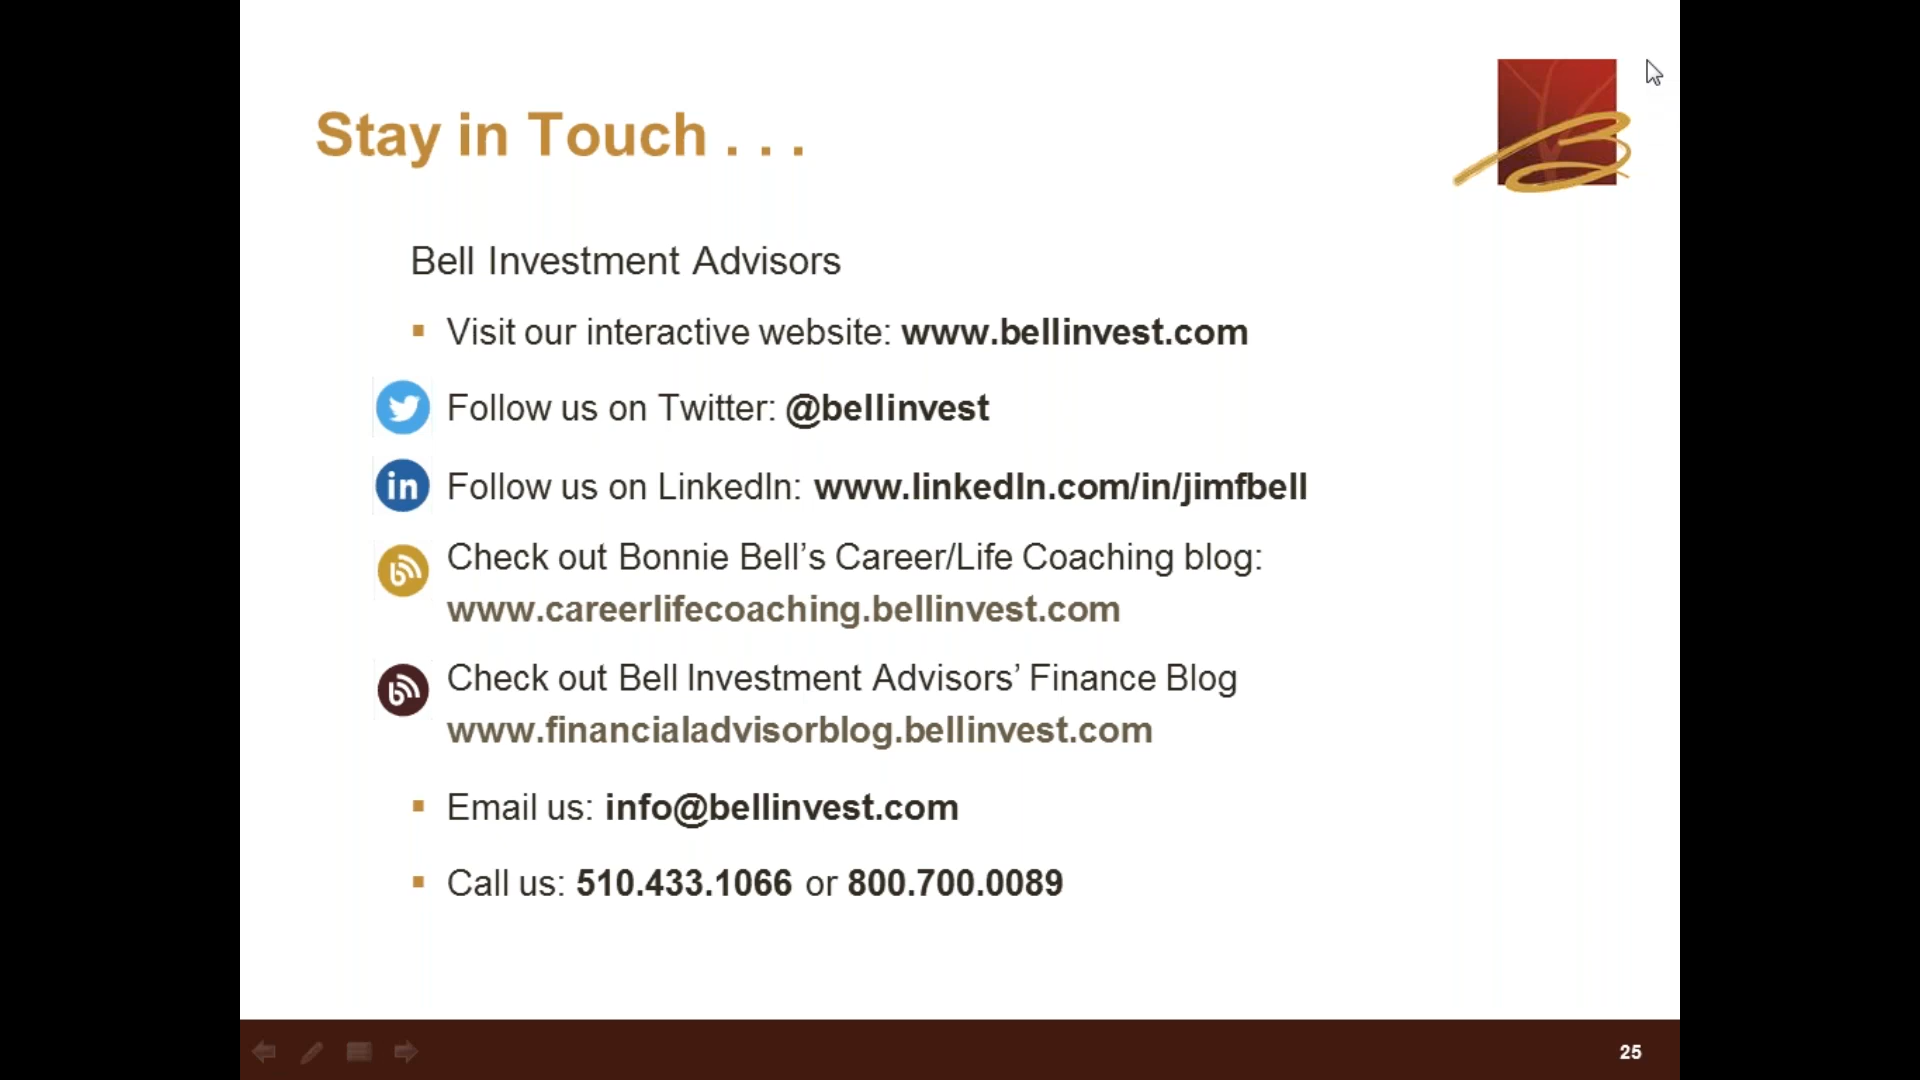 Stay in Touch . . .
Bell Investment Advisors
▪ Visit our interactive website: www.bellinvest.com
Follow us on Twitter: @bellinvest
in Follow us on LinkedIn: www.linkedIn.com/in/jimfbell
Check out Bonnie Bell’s Career/Life Coaching blog:
www.careerlifecoaching.bellinvest.com
Check out Bell Investment Advisors’ Finance Blog
www.financialadvisorblog.bellinvest.com
▪ Email us: info@bellinvest.com
▪ Call us: 510.433.1066 or 800.700.0089
25